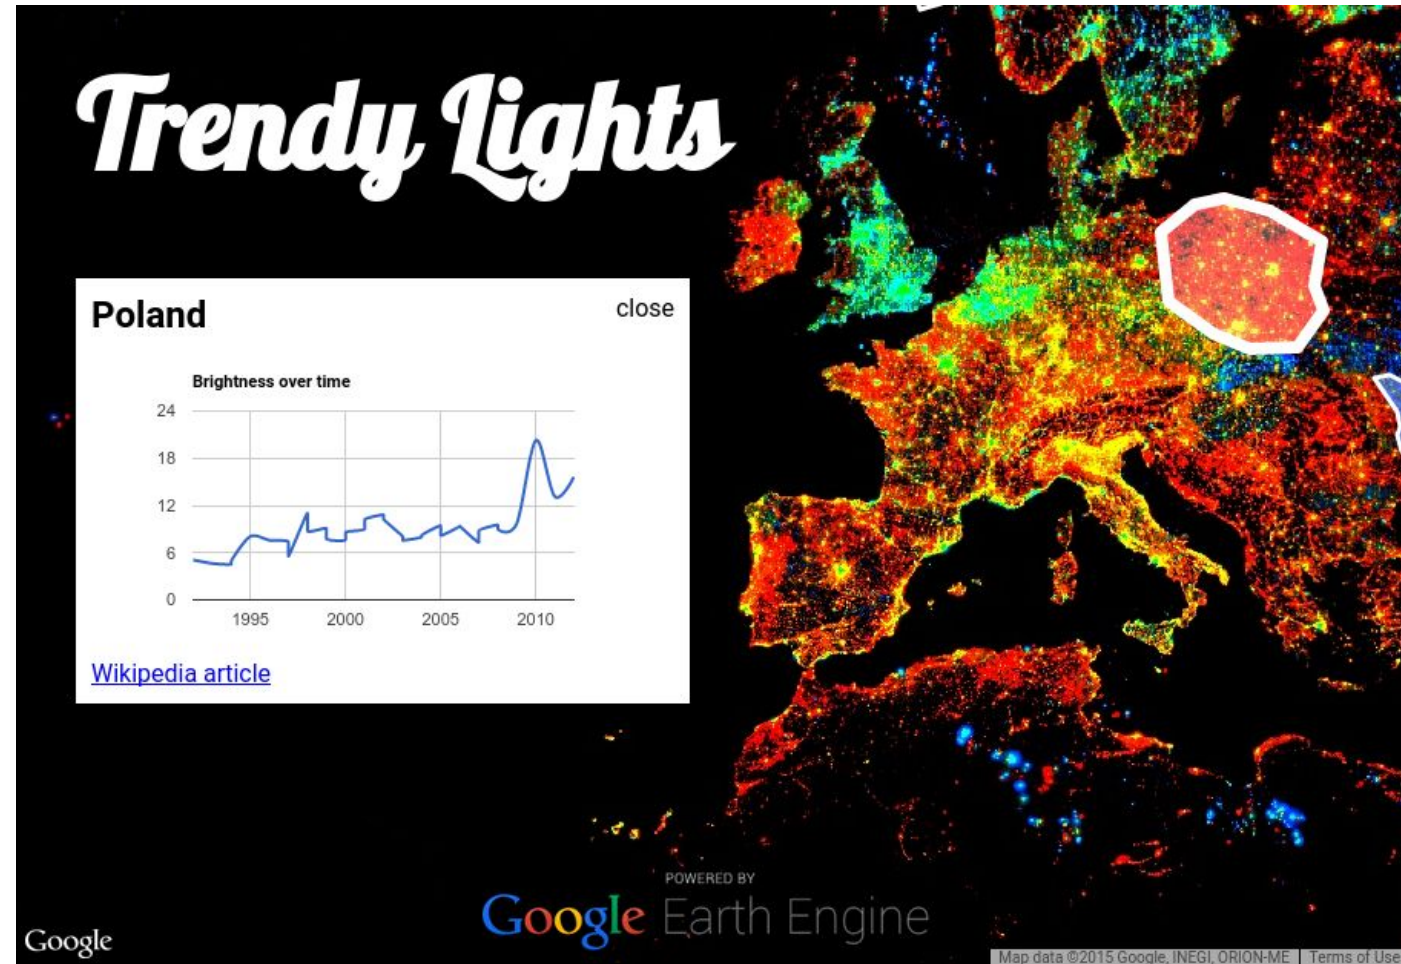 Trendy Lights
Poland
close
Brightness over time
24
18
12
6
0
1995 2000 2005 2010
Wikipedia article
POWERED BY
Google Earth Engine
Google
Map data ©2015 Google, INEGI, ORION-ME | Terms of Use